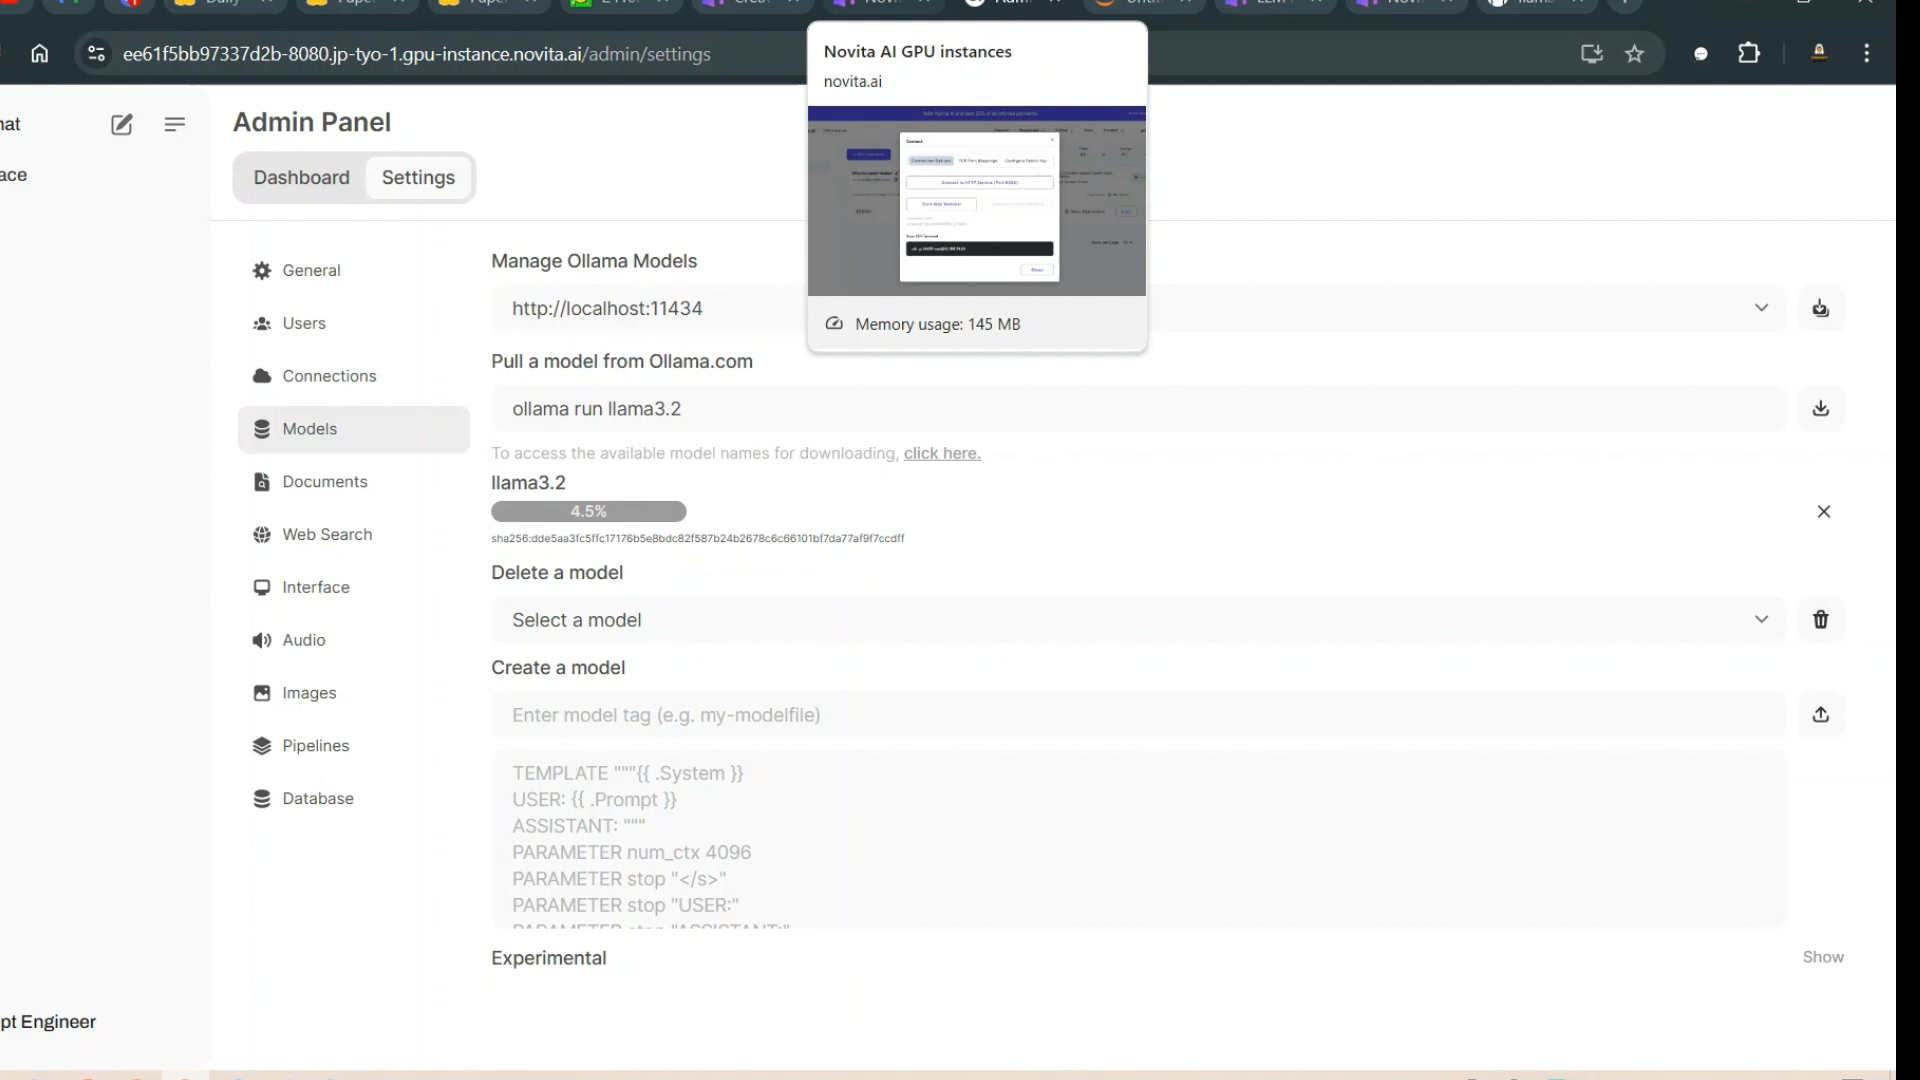 ee61f5bb97337d2b-8080.jp-tyo-1.gpu-instance.novita.ai/admin/settings
Novita AI GPU instances
novita.ai
Memory usage: 145 MB
Admin Panel
Dashboard
Settings
General
Users
Connections
Models
Documents
Web Search
Interface
Audio
Images
Pipelines
Database
pt Engineer
Manage Ollama Models
http://localhost:11434
Pull a model from Ollama.com
ollama run llama3.2
To access the available model names for downloading, click here.
llama3.2
4.5%
sha256:dde5aa3fc5ffc17176b5e8bdc82f587b24b2678c6c66101bf7da77af9f7ccdff
Delete a model
Select a model
Create a model
Enter model tag (e.g. my-modelfile)
TEMPLATE """{{ .System }}
USER: {{ .Prompt }}
ASSISTANT: """
PARAMETER num_ctx 4096
PARAMETER stop "</s>"
PARAMETER stop "USER:"
PARAMETER stop "ASSISTANT:"
Experimental
Show